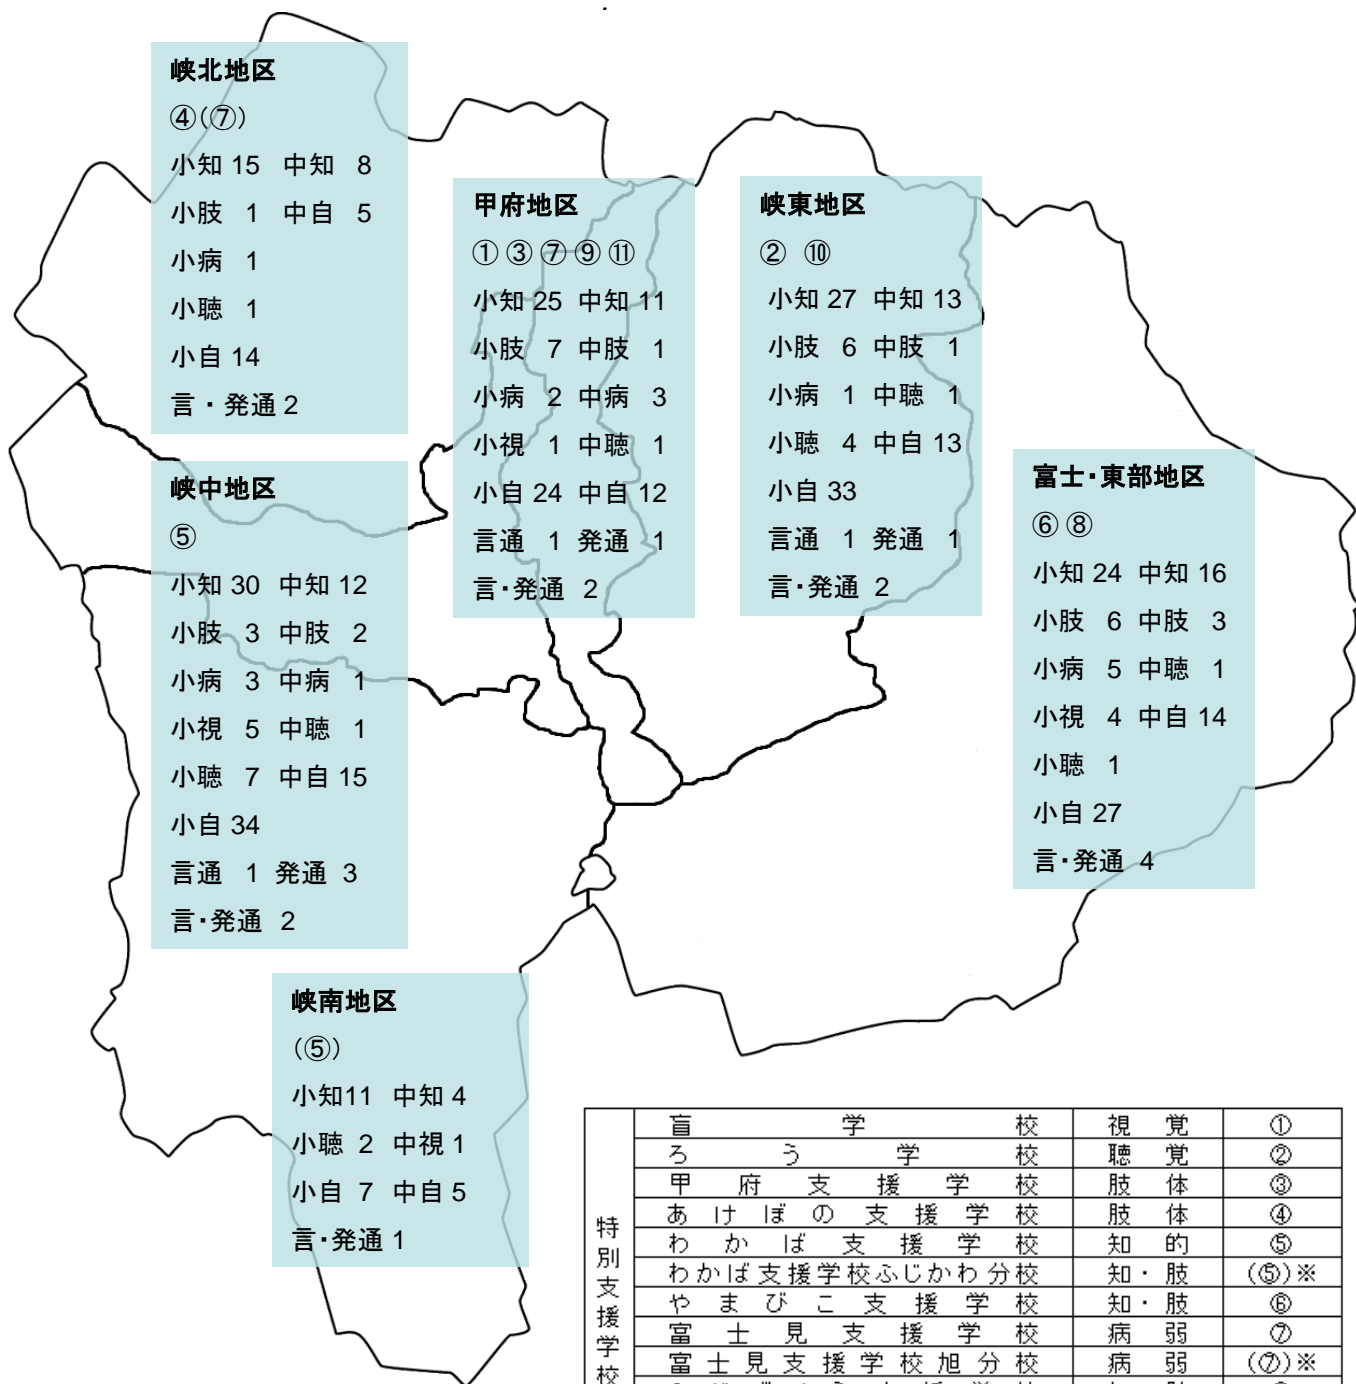 峡北地区
④(⑦)
小知 15 中知 8
小肢 1 中自 5
小病 1
小聴 1
小自 14
言・発通 2
甲府地区
①③⑦⑨⑪
小知 25 中知 11
小肢 7 中肢 1
小病 2 中病 3
小視 1 中聴 1
小自 24 中自 12
言通 1 発通 1
言・発通 2
峡東地区
② ⑩
小知 27 中知 13
小肢 6 中肢 1
小病 1 中聴 1
小聴 4 中自 13
小自 33
言通 1 発通 1
言・発通 2
富士・東部地区
⑥⑧
小知 24 中知 16
小肢 6 中肢 3
小病 5 中聴 1
小視 4 中自 14
小聴 1
小自 27
言・発通 4
峡中地区
⑤
小知 30 中知 12
小肢 3 中肢 2
小病 3 中病 1
小視 5 中聴 1
小聴 7 中自 15
小自 34
言通 1 発通 3
言・発通 2
峡南地区
(⑤)
小知11 中知 4
小聴 2 中視 1
小自 7 中自 5
言・発通 1
特別支援学校
盲学校 視覚 ①
ろう学校 聴覚 ②
甲府支援学校 肢体 ③
あけぼの支援学校 肢体 ④
わかば支援学校 知的 ⑤
わかば支援学校ふじかわ分校 知・肢 (⑤)※
やまびこ支援学校 知・肢 ⑥
富士見支援学校 病弱 ⑦
富士見支援学校旭分校 病弱 (⑦)※